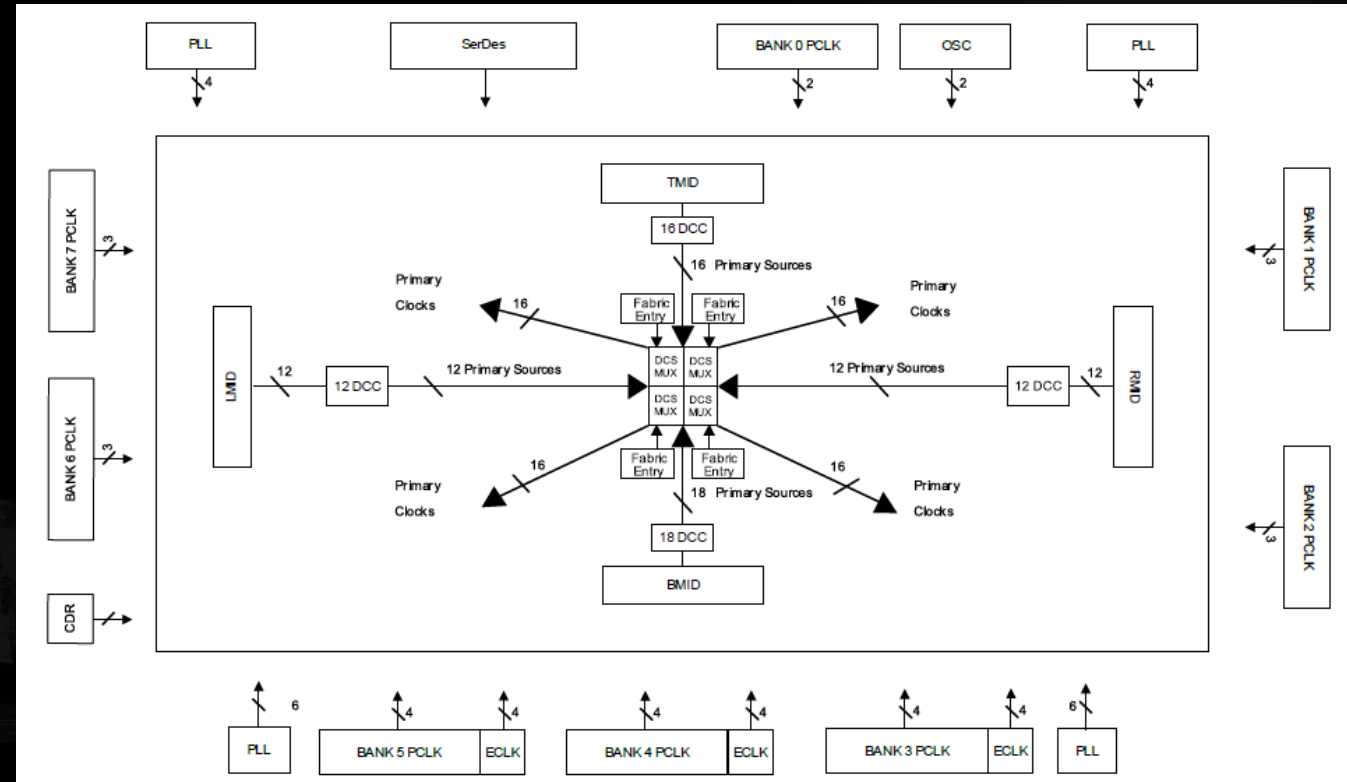 PLL
SerDes
BANK 0 PCLK
OSC
PLL
4
2
2
4
TMID
16 DCC
16 Primary Sources
BANK 7 PCLK
3
BANK 1 PCLK
3
Primary
Clocks
16
Fabric
Entry
Fabric
Entry
16
Primary
Clocks
LMID
12
12 DCC
12 Primary Sources
DCS
MUX
DCS
MUX
DCS
MUX
DCS
MUX
12 Primary Sources
12 DCC
12
RMID
BANK 6 PCLK
3
BANK 2 PCLK
3
Primary
Clocks
16
Fabric
Entry
Fabric
Entry
16
Primary
Clocks
18 Primary Sources
18 DCC
BMID
CDR
6
4
4
4
4
4
4
6
PLL
BANK 5 PCLK
ECLK
BANK 4 PCLK
ECLK
BANK 3 PCLK
ECLK
PLL